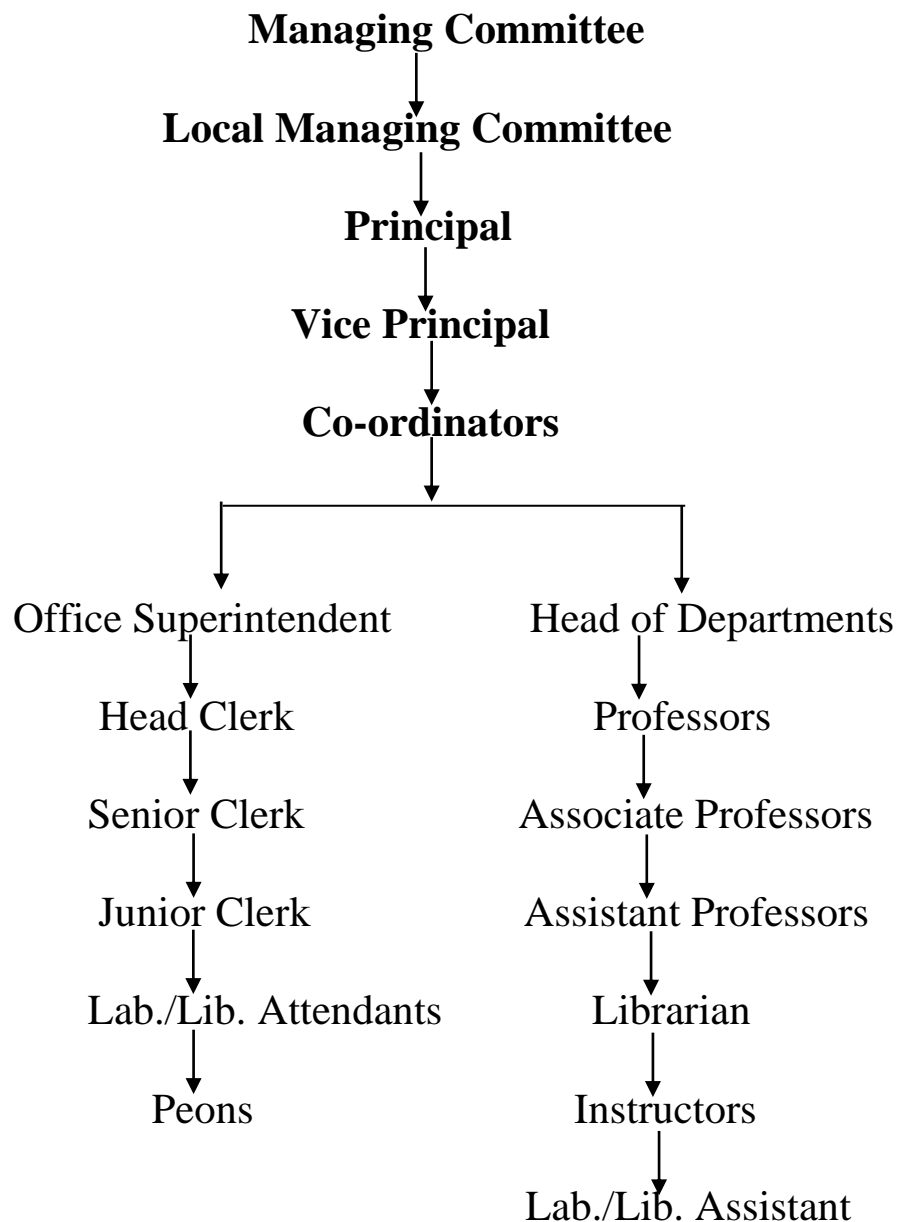 Managing Committee
Local Managing Committee
Principal
Vice Principal
Co-ordinators
Office Superintendent Head of Departments
Head Clerk Professors
Senior Clerk Associate Professors
Junior Clerk Assistant Professors
Lab./Lib. Attendants Librarian
Peons Instructors
Lab./Lib. Assistant